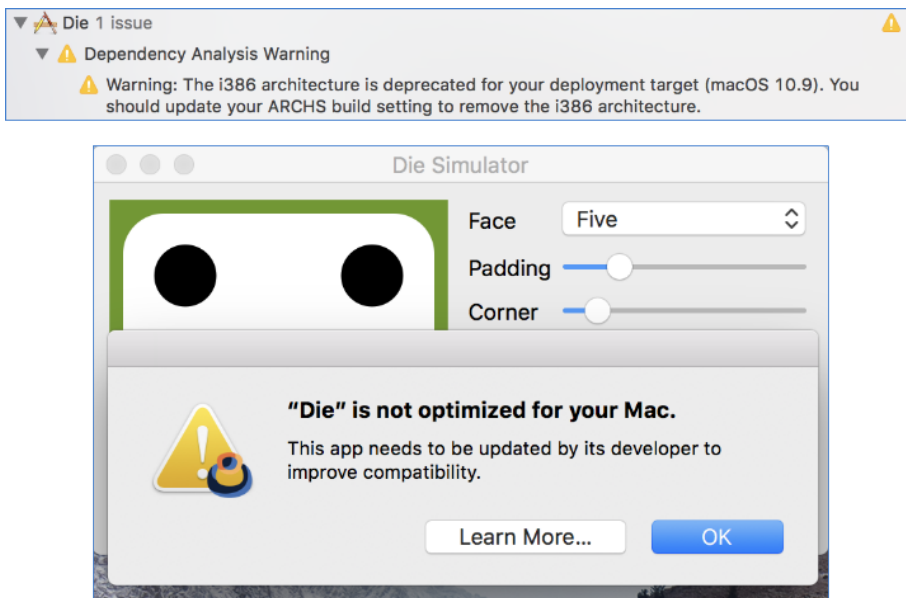 Die 1 issue
Dependency Analysis Warning
Warning: The i386 architecture is deprecated for your deployment target (macOS 10.9). You
should update your ARCHS build setting to remove the i386 architecture.
Die Simulator
Face Five
Padding
Corner
“Die” is not optimized for your Mac.
This app needs to be updated by its developer to
improve compatibility.
Learn More... OK